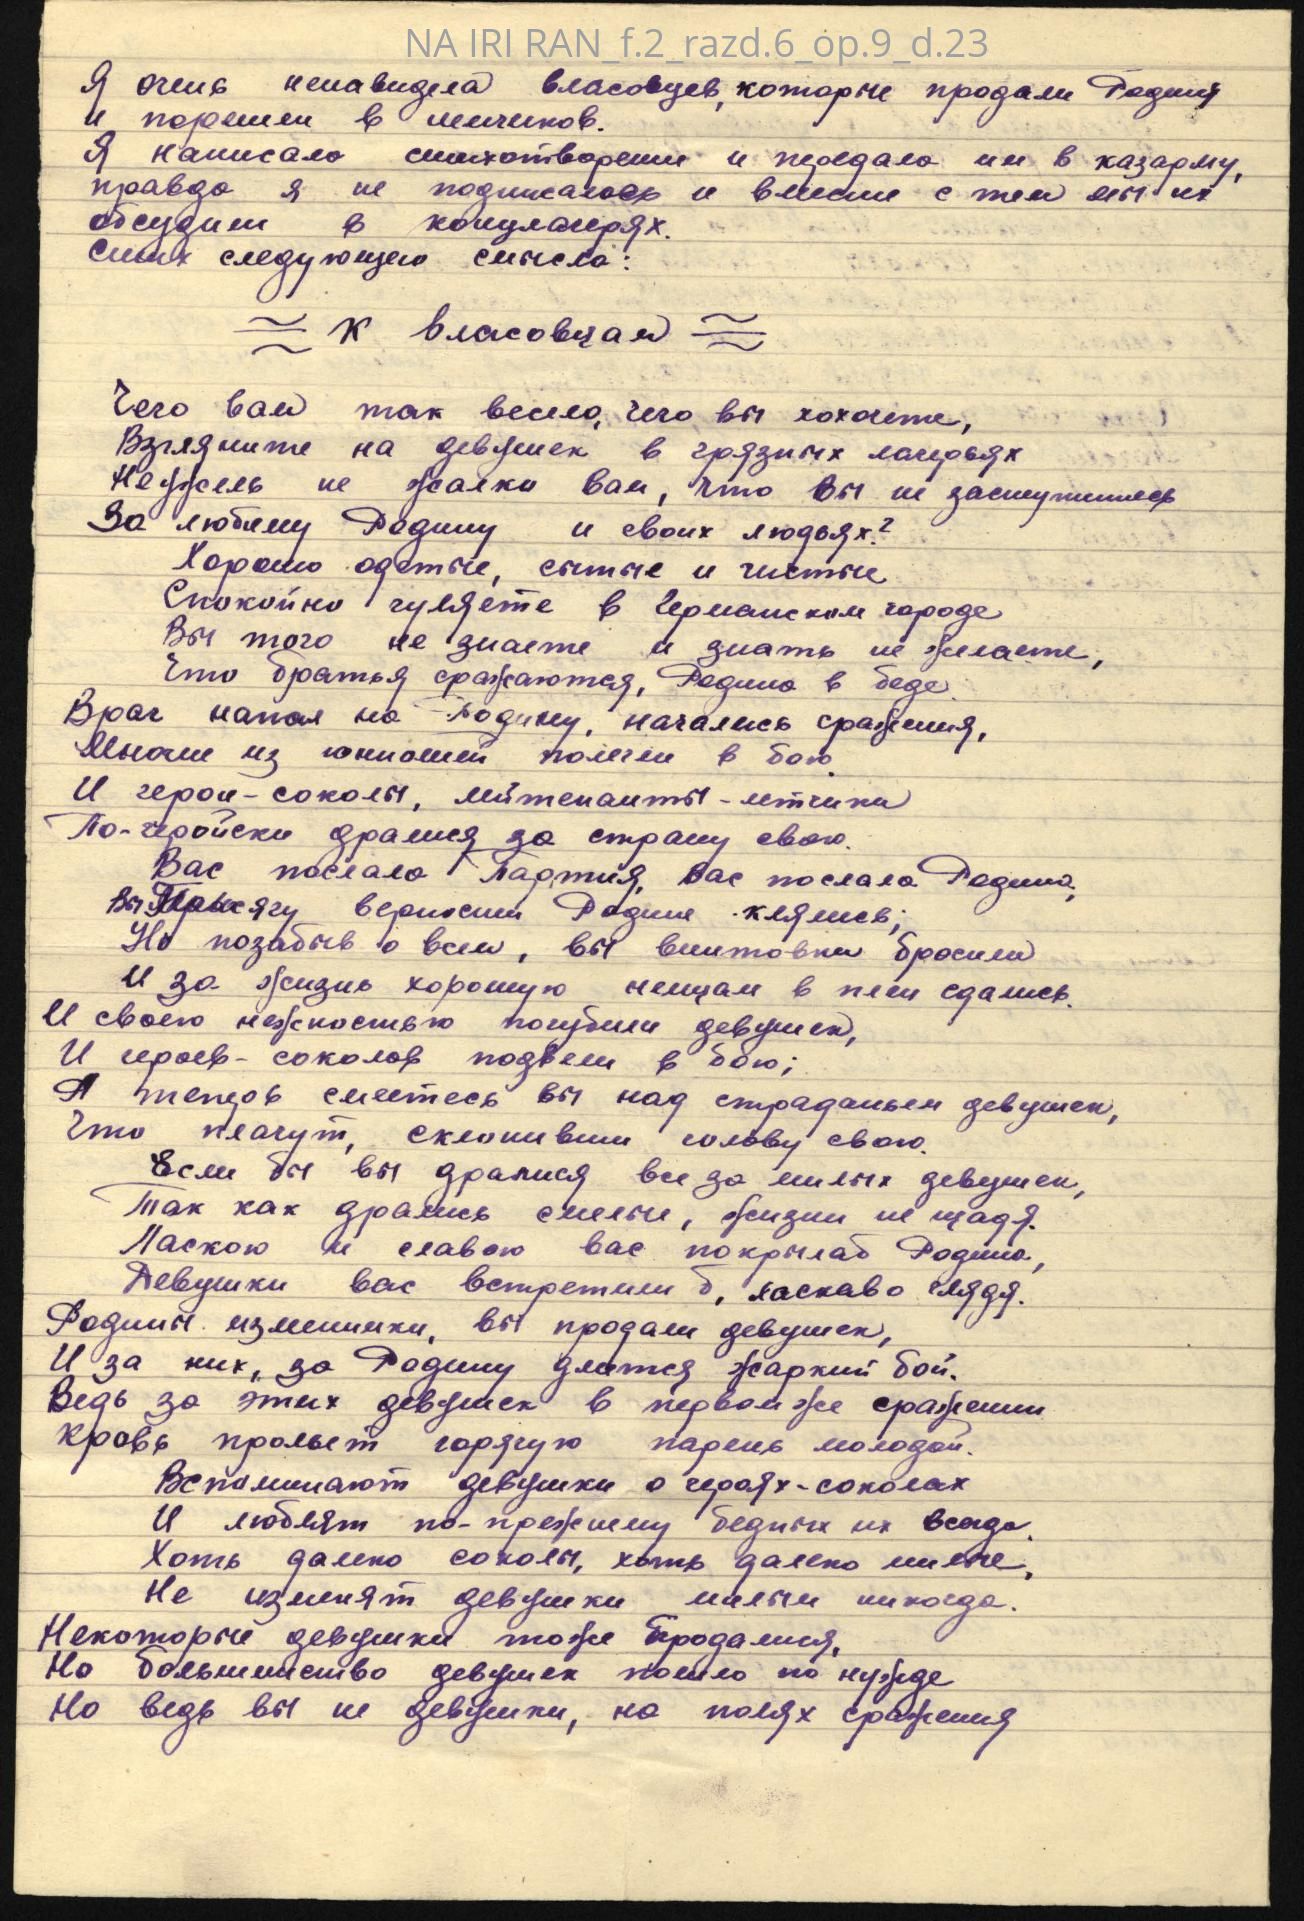 NA IRI RAN_f.2_razd.6_op.9_d.23
Я очень ненавидела власовцев, которые продали Родину
и перешли в
Я написала стихотворение и передала им в казарму,
правда я не подписалась и вместе с тем мы их
обсудили в концлагерях.
Стих следующего смысла:
К власовцам
Чего вам так весело, чего вы хохочете,
Взгляните на девушек в грязных лагерьях
Неужель не жалко вам, что вы не заступились
За любиму Родину и своих людьях?
Хорошо одетые, сытые и чистые
Спокойно гуляете в Германском городе
Вы того не знаете и знать не желаете,
Что братья сражаются, Родина в беде.
Враг напал на Родину, начались сражения,
Многие из юношей полегли в бою.
И герои-соколы, лейтенанты-летчики
По-геройски дралися за страну свою.
Вас послала Партия, Вас послала Родина,
Вы Присягу верности Родине клялись;
Но позабыв о всем, вы винтовки бросили
И за жизнь хорошую немцам в плен сдались.
И своею нежностью погубили девушек,
И героев-соколов подвели в бою;
А теперь смеетесь вы над страданьем девушек,
Что плачут, склонивши голову свою.
Если бы вы дралися все за милых девушек,
Так как дрались смелые, жизни не щадя.
Ласкою и славою вас покрыла б Родина,
Девушки вас встретили б, ласкаво глядя.
Родины изменники, вы продали девушек,
И за них, за Родину длится жаркий бой.
Ведь за этих девушек в первом же сражении
Кровь прольет горячую парень молодой.
Вспоминают девушки о героях-соколах
И любят по-прежнему бедных их всегда.
Хоть далеко соколы, хоть далеко милые,
Не изменят девушки милым никогда.
Некоторые девушки тоже продалися,
Но большинство девушек пошло по нужде
Но ведь вы не девушки, на полях сражения